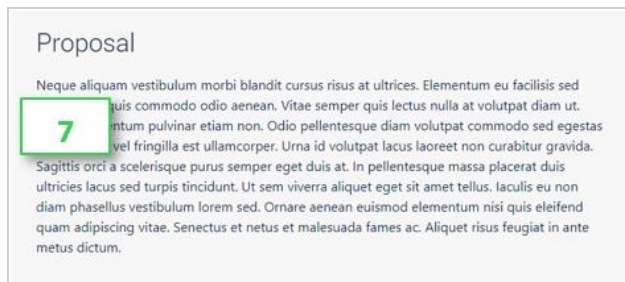 Proposal
Neque aliquam vestibulum morbi blandit cursus risus at ultrices. Elementum eu facilisis sed
quis commodo odio aenean. Vitae semper quis lectus nulla at volutpat diam ut.
7
pulvinar etiam non. Odio pellentesque diam volutpat commodo sed egestas
vel fringilla est ullamcorper. Urna id volutpat lacus laoreet non curabitur gravida.
Sagittis orci a scelerisque purus semper eget duis at. In pellentesque massa placerat duis
ultricies lacus sed turpis tincidunt. Ut sem viverra aliquet eget sit amet tellus. Iaculis eu non
diam phasellus vestibulum lorem sed. Ornare aenean euismod elementum nisi quis eleifend
quam adipiscing vitae. Senectus et netus et malesuada fames ac. Aliquet risus feugiat in ante
metus dictum.